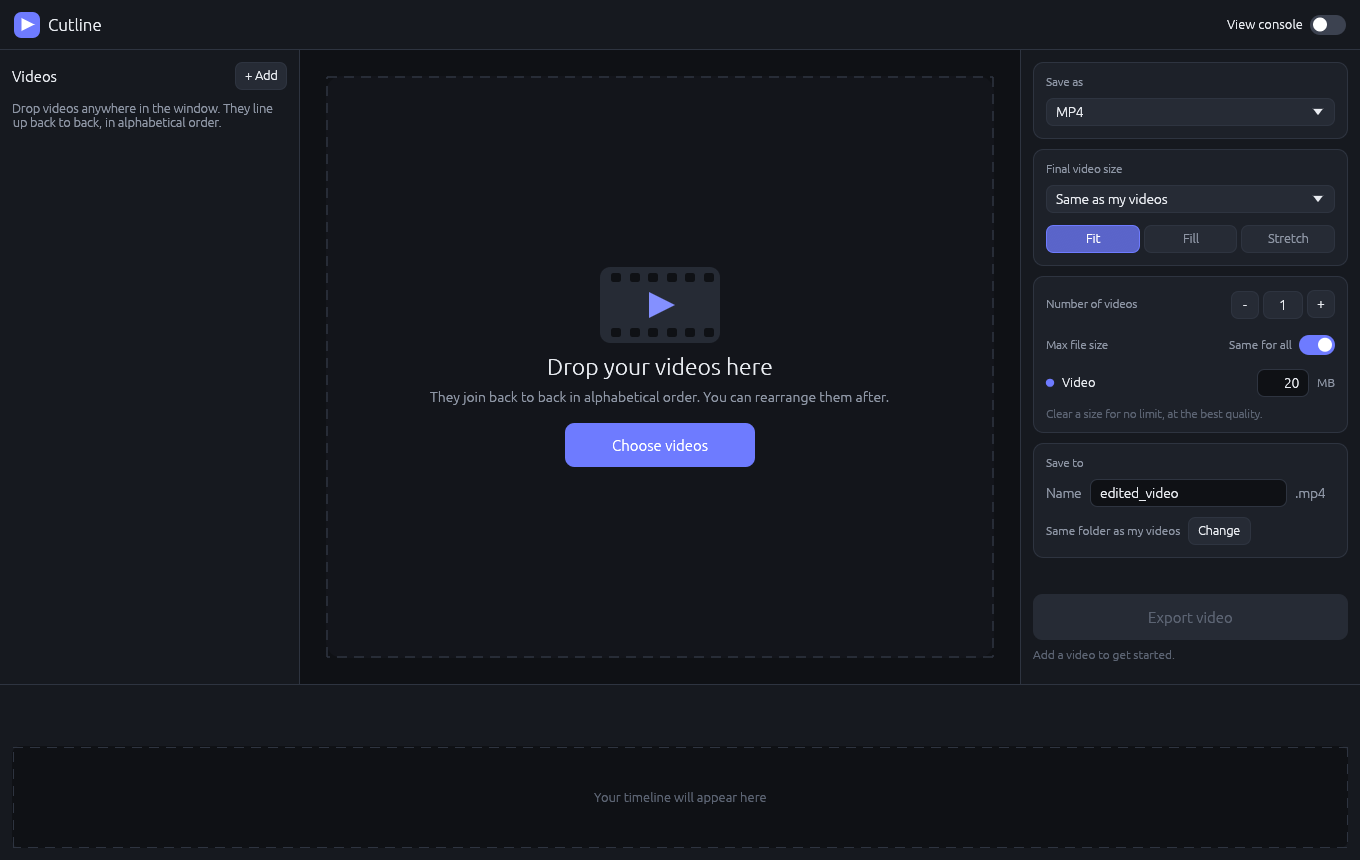 Cutline
View console
Videos
+ Add
Drop videos anywhere in the window. They line
up back to back, in alphabetical order.
Drop your videos here
They join back to back in alphabetical order. You can rearrange them after.
Choose videos
Save as
MP4
Final video size
Same as my videos
Fit
Fill
Stretch
Number of videos
-
1
+
Max file size
Same for all
Video
20
MB
Clear a size for no limit, at the best quality.
Save to
Name
edited_video
.mp4
Same folder as my videos
Change
Export video
Add a video to get started.
Your timeline will appear here